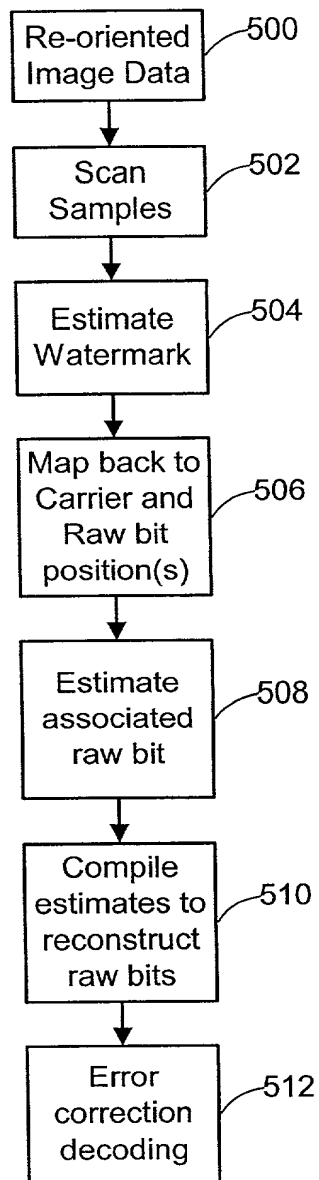 Re-oriented
Image Data
500
Scan
Samples
502
Estimate
Watermark
504
Map back to
Carrier and
Raw bit
position(s)
506
Estimate
associated
raw bit
508
Compile
estimates to
reconstruct
raw bits
510
Error
correction
decoding
512